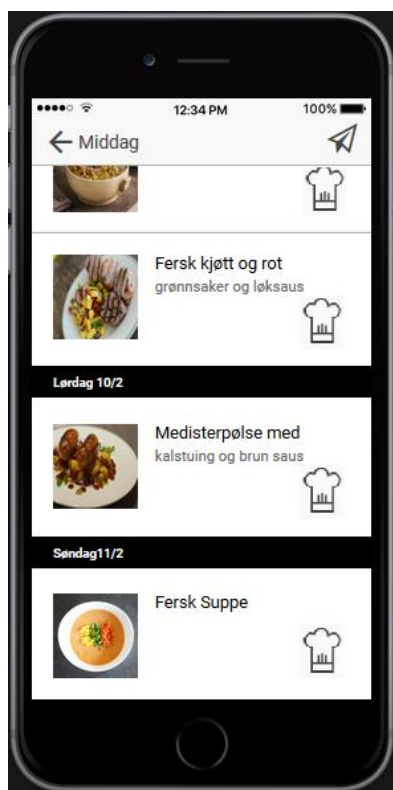 12:34 PM
100%
Middag
Fersk kjøtt og rot
grønnsaker og løksaus
Lørdag 10/2
Medisterpølse med
kalstuing og brun saus
Søndag11/2
Fersk Suppe